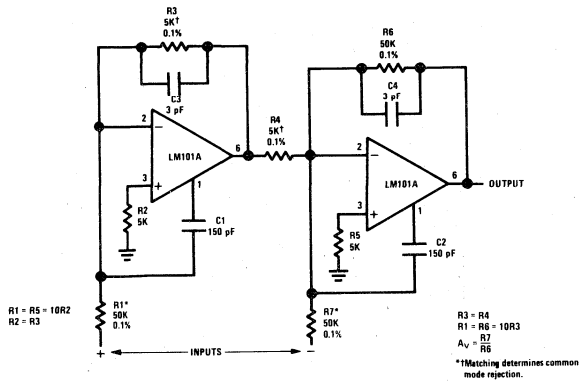 R3
5K†
0.1%
C3
3 pF
2
LM101A
6
3
1
R2
5K
C1
150 pF
R4
5K†
0.1%
R6
50K
0.1%
C4
3 pF
2
LM101A
6
OUTPUT
3
1
R5
5K
C2
150 pF
R1*
50K
0.1%
R7*
50K
0.1%
+ INPUTS −
R1 = R5 = 10R2
R2 = R3
R3 = R4
R1 = R6 = 10R3
AV = R7
R6
*†Matching determines common
mode rejection.